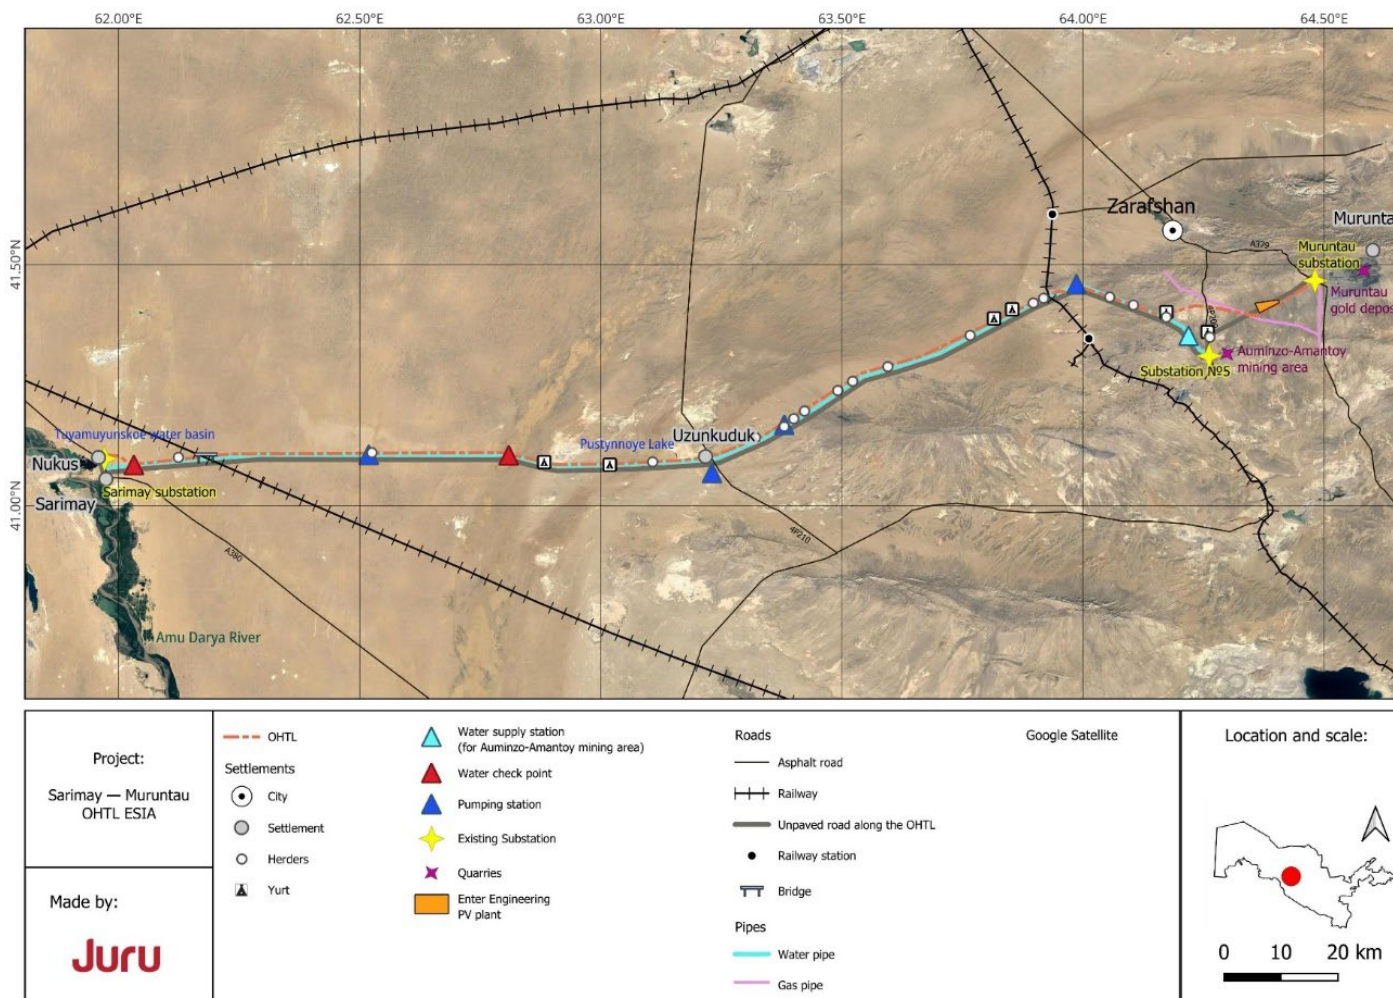 62.00°E 62.50°E 63.00°E 63.50°E 64.00°E 64.50°E
41.50°N
41.00°N
Zarafshan
A379
Muruntau
substation
Muruntau
gold depos
Auminzo-Amantoy
mining area
Substation №5
Tuyamuyunskoe water basin
Pustynnoye Lake
Uzunkuduk
Nukus
Sarimay substation
Sarimay
A380
4P210
Amu Darya River
Project:
Sarimay — Muruntau
OHTL ESIA
Made by:
Juru
OHTL
Settlements
City
Settlement
Herders
Yurt
Water supply station
(for Auminzo-Amantoy mining area)
Water check point
Pumping station
Existing Substation
Quarries
Enter Engineering
PV plant
Roads
Asphalt road
Railway
Unpaved road along the OHTL
Railway station
Bridge
Pipes
Water pipe
Gas pipe
Google Satellite
Location and scale:
0 10 20 km